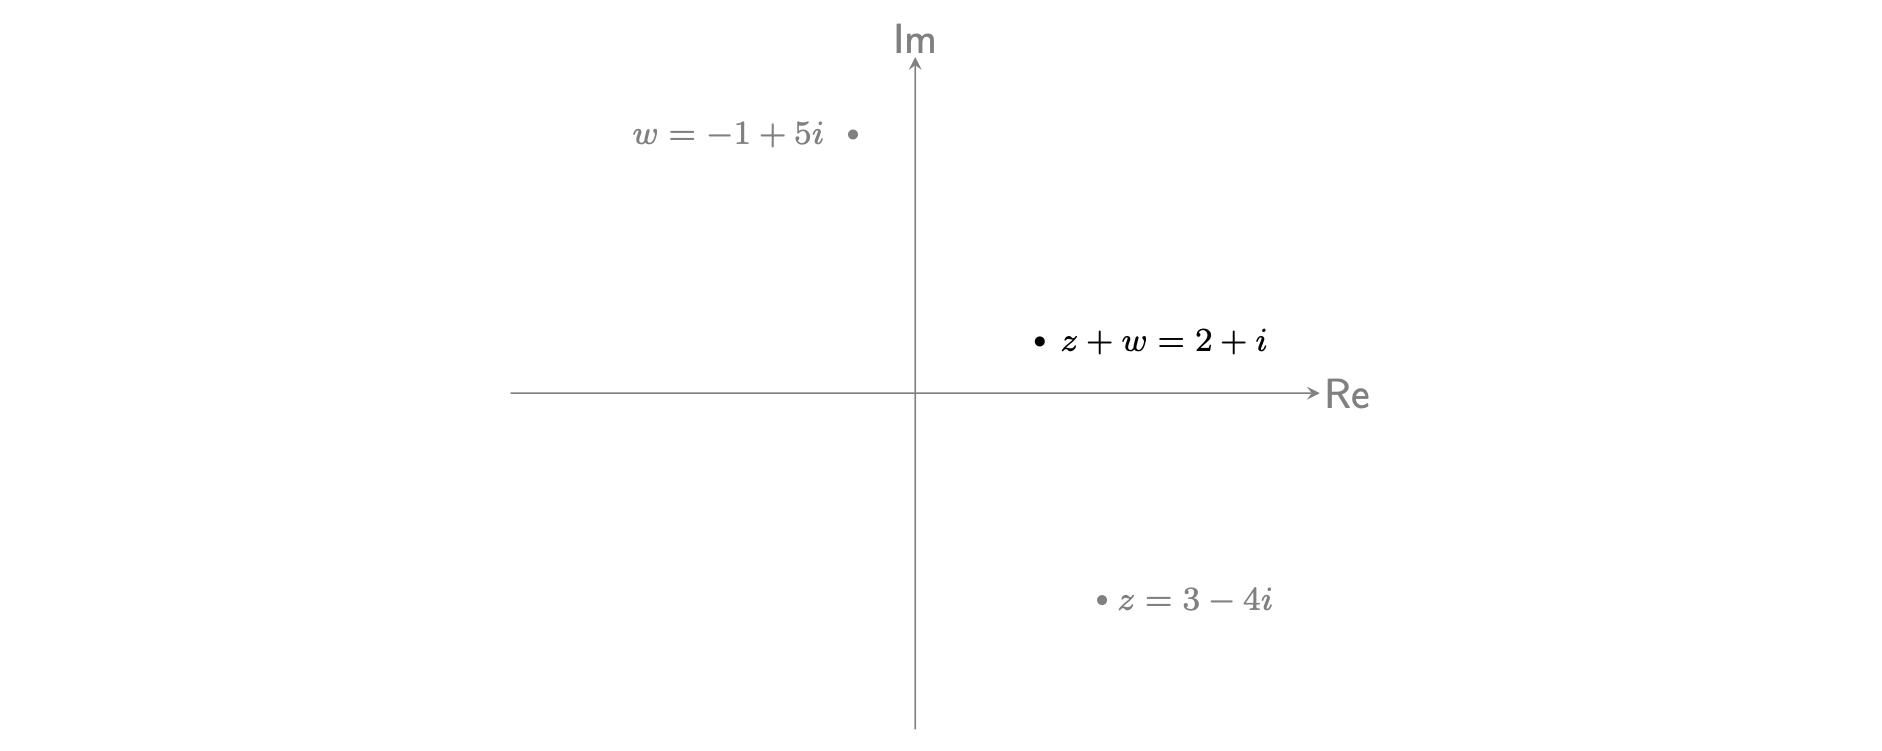 Im
w = −1 + 5i
z + w = 2 + i
Re
z = 3 − 4i